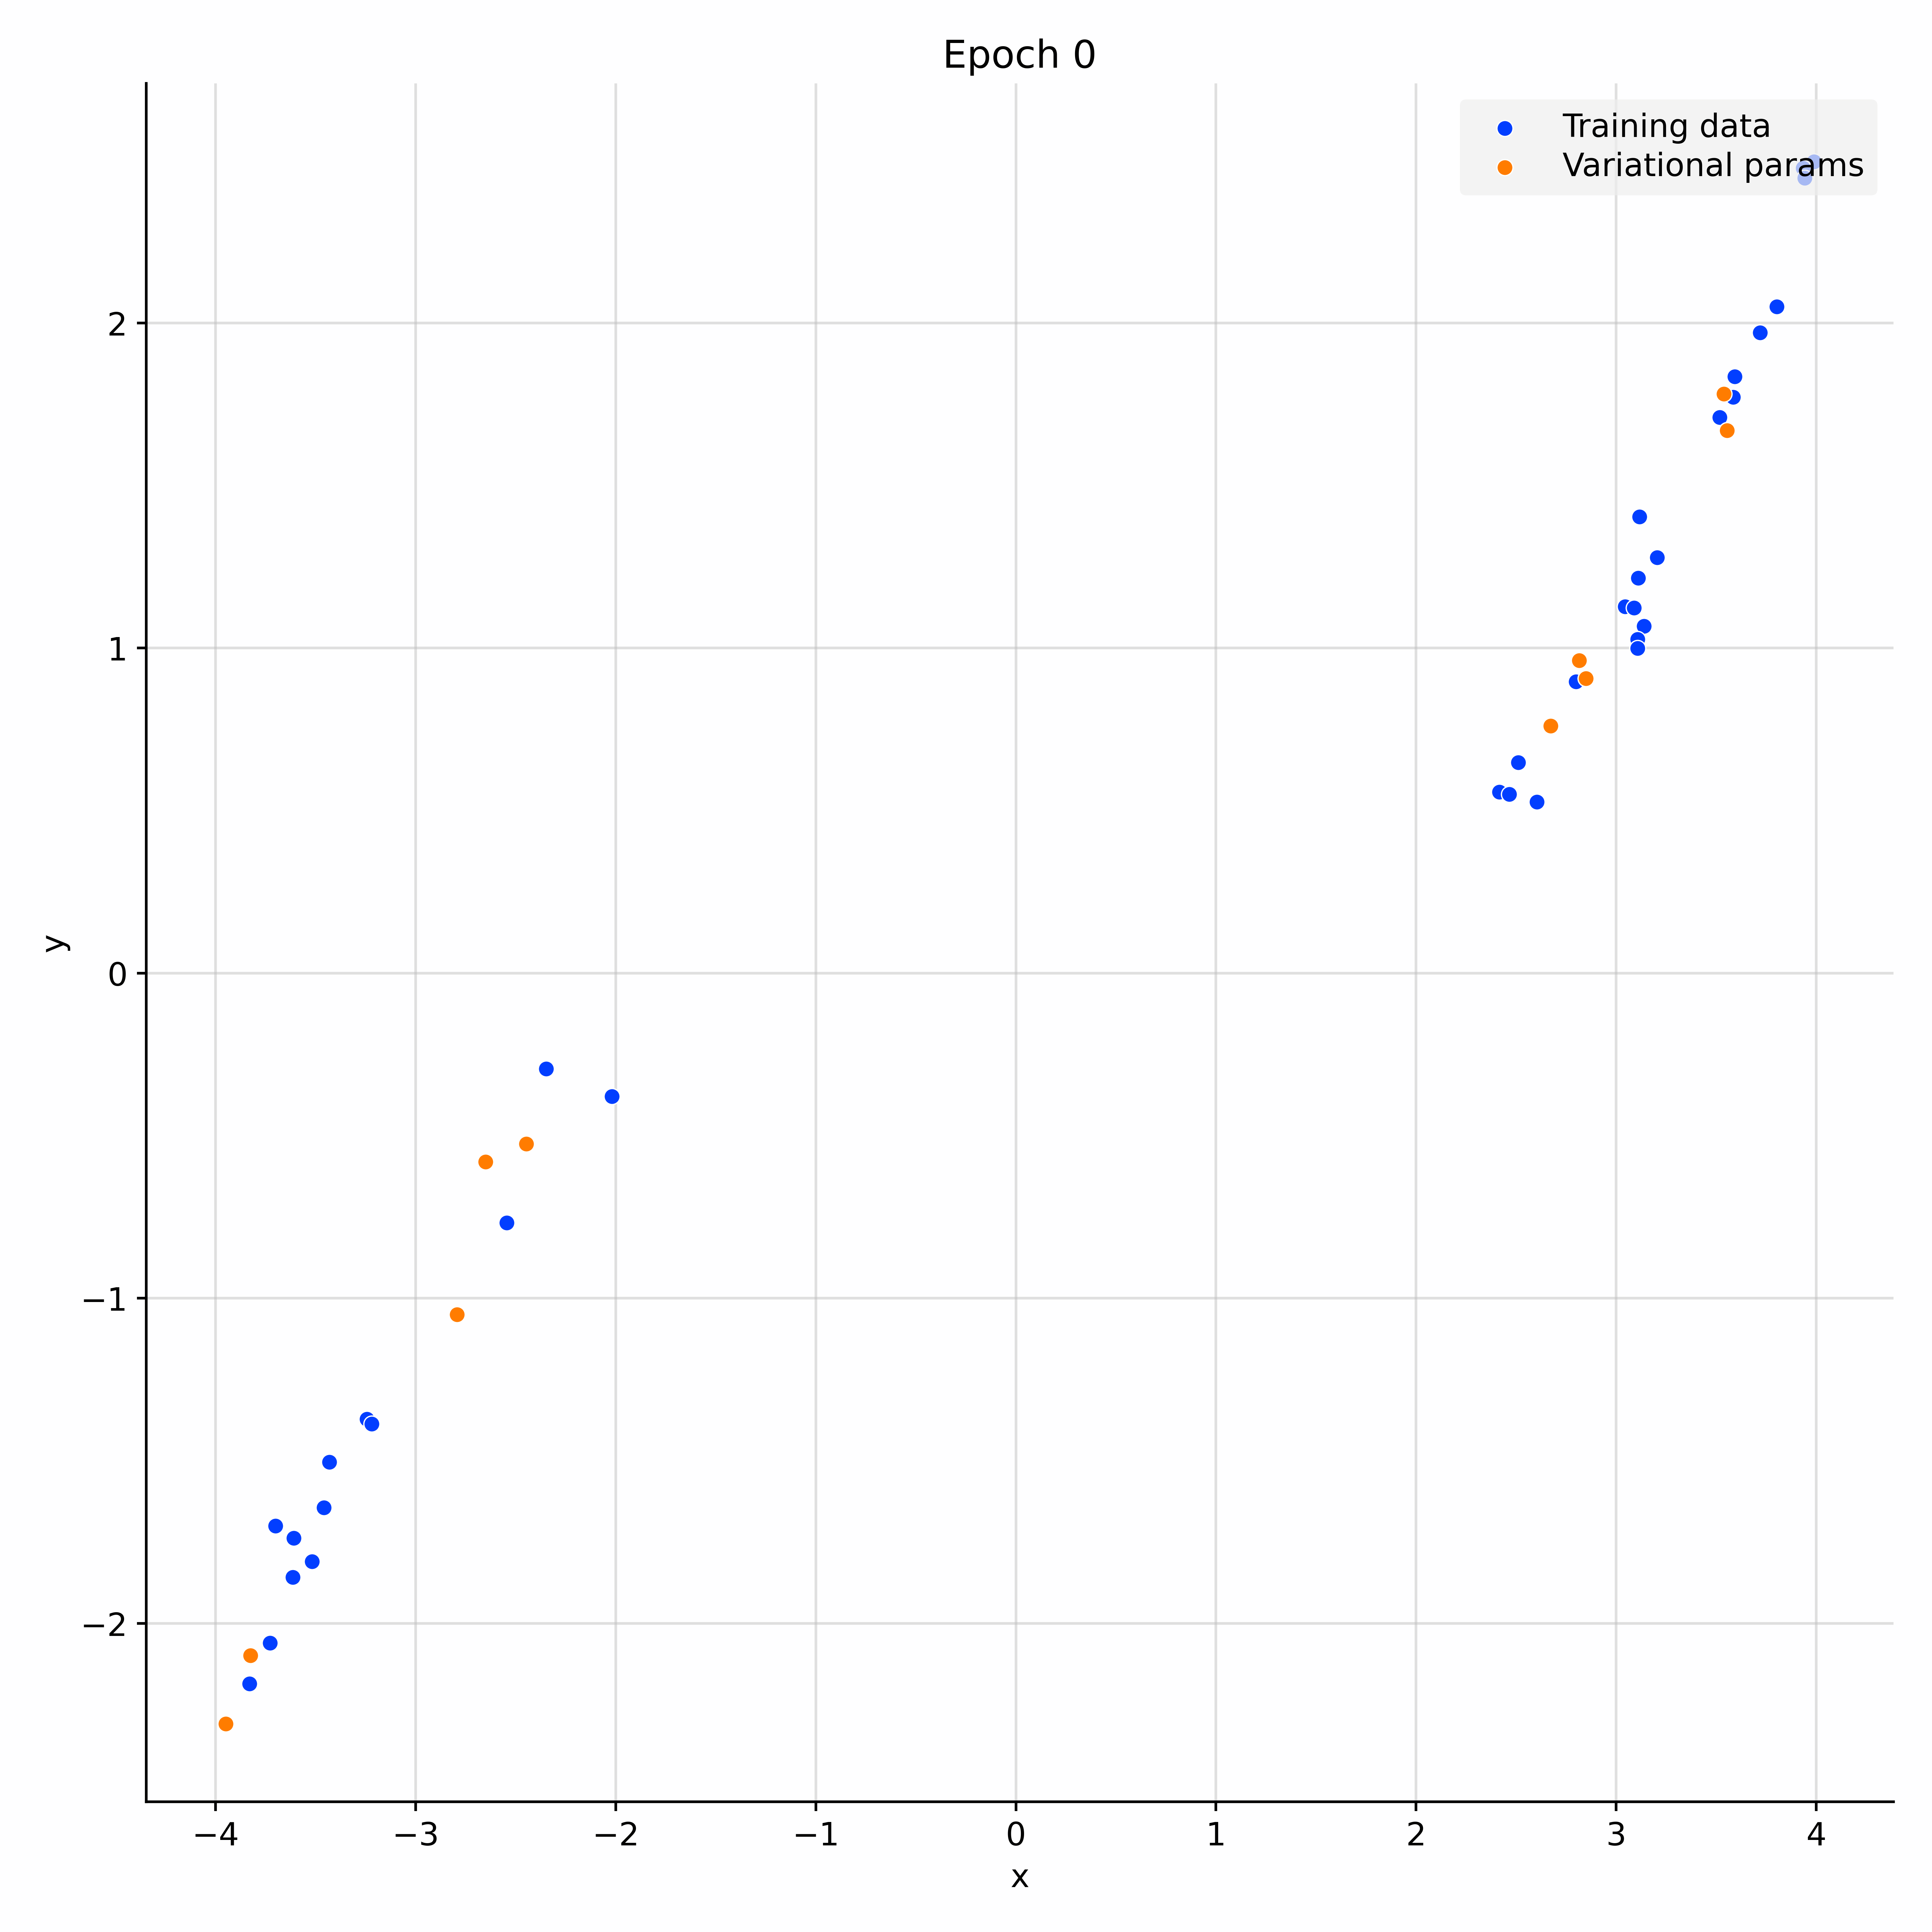 Epoch 0
Training data
Variational params
2
1
0
−1
−2
y
−4 −3 −2 −1 0 1 2 3 4
x